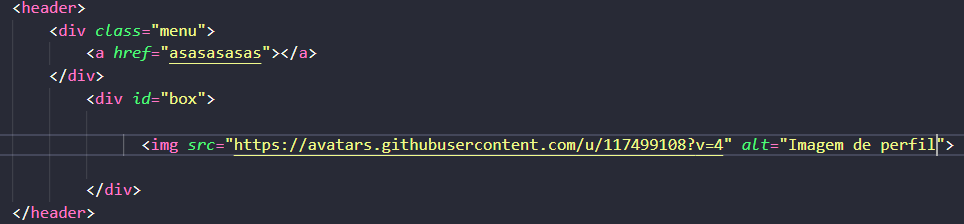 <header>
<div class="menu">
<a href="asasasasas"></a>
</div>
<div id="box">
<img src="https://avatars.githubusercontent.com/u/117499108?v=4" alt="Imagem de perfil">
</div>
</header>